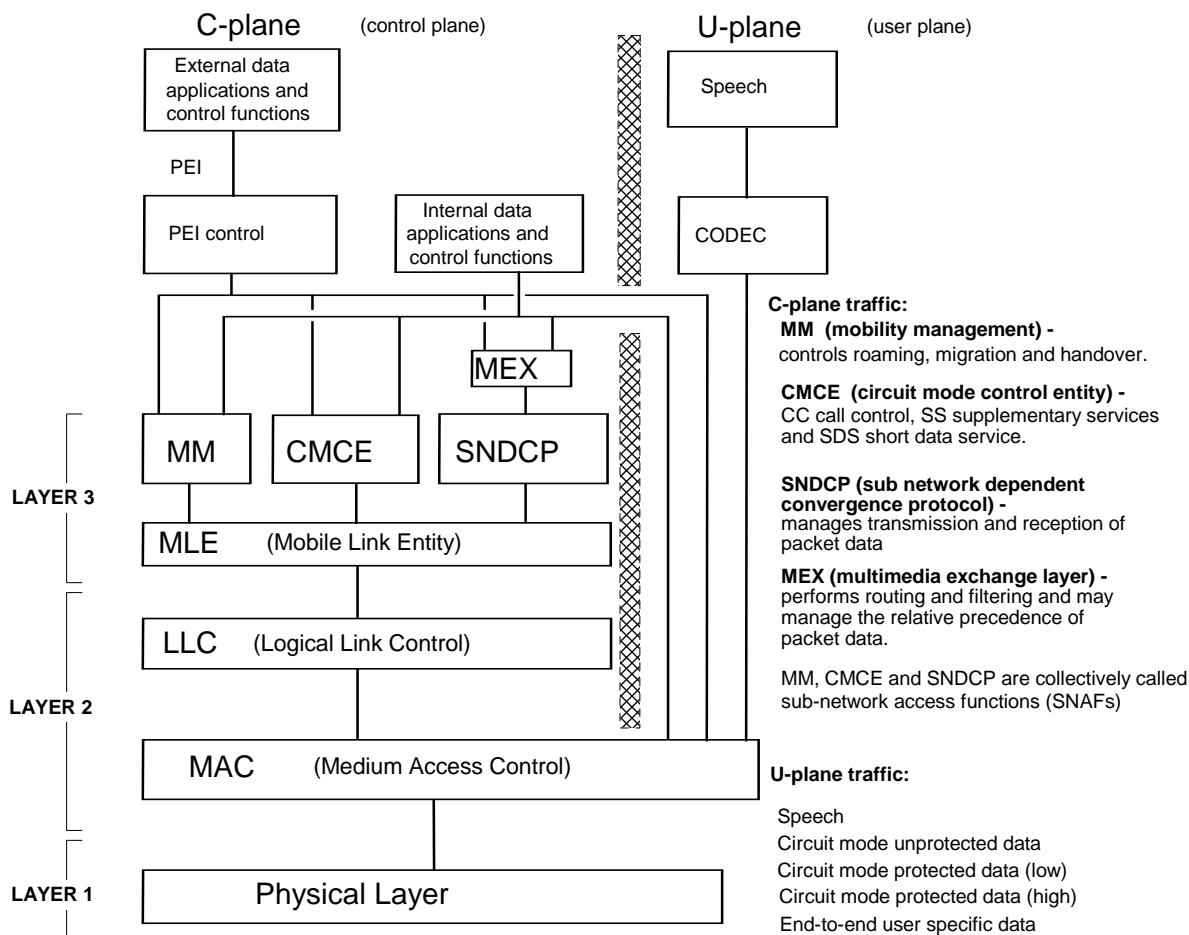 C-plane (control plane)
U-plane (user plane)
External data
applications and
control functions
Speech
PEI
PEI control
Internal data
applications and
control functions
CODEC
C-plane traffic:
MM (mobility management) -
controls roaming, migration and handover.
MEX
CMCE (circuit mode control entity) -
CC call control, SS supplementary services
and SDS short data service.
MM
CMCE
SNDCP
LAYER 3
SNDCP (sub network dependent
convergence protocol) -
manages transmission and reception of
packet data
MLE (Mobile Link Entity)
MEX (multimedia exchange layer) -
performs routing and filtering and may
manage the relative precedence of
packet data.
LLC (Logical Link Control)
MM, CMCE and SNDCP are collectively called
sub-network access functions (SNAFs)
LAYER 2
MAC (Medium Access Control)
U-plane traffic:
Speech
Circuit mode unprotected data
Circuit mode protected data (low)
Circuit mode protected data (high)
End-to-end user specific data
LAYER 1
Physical Layer